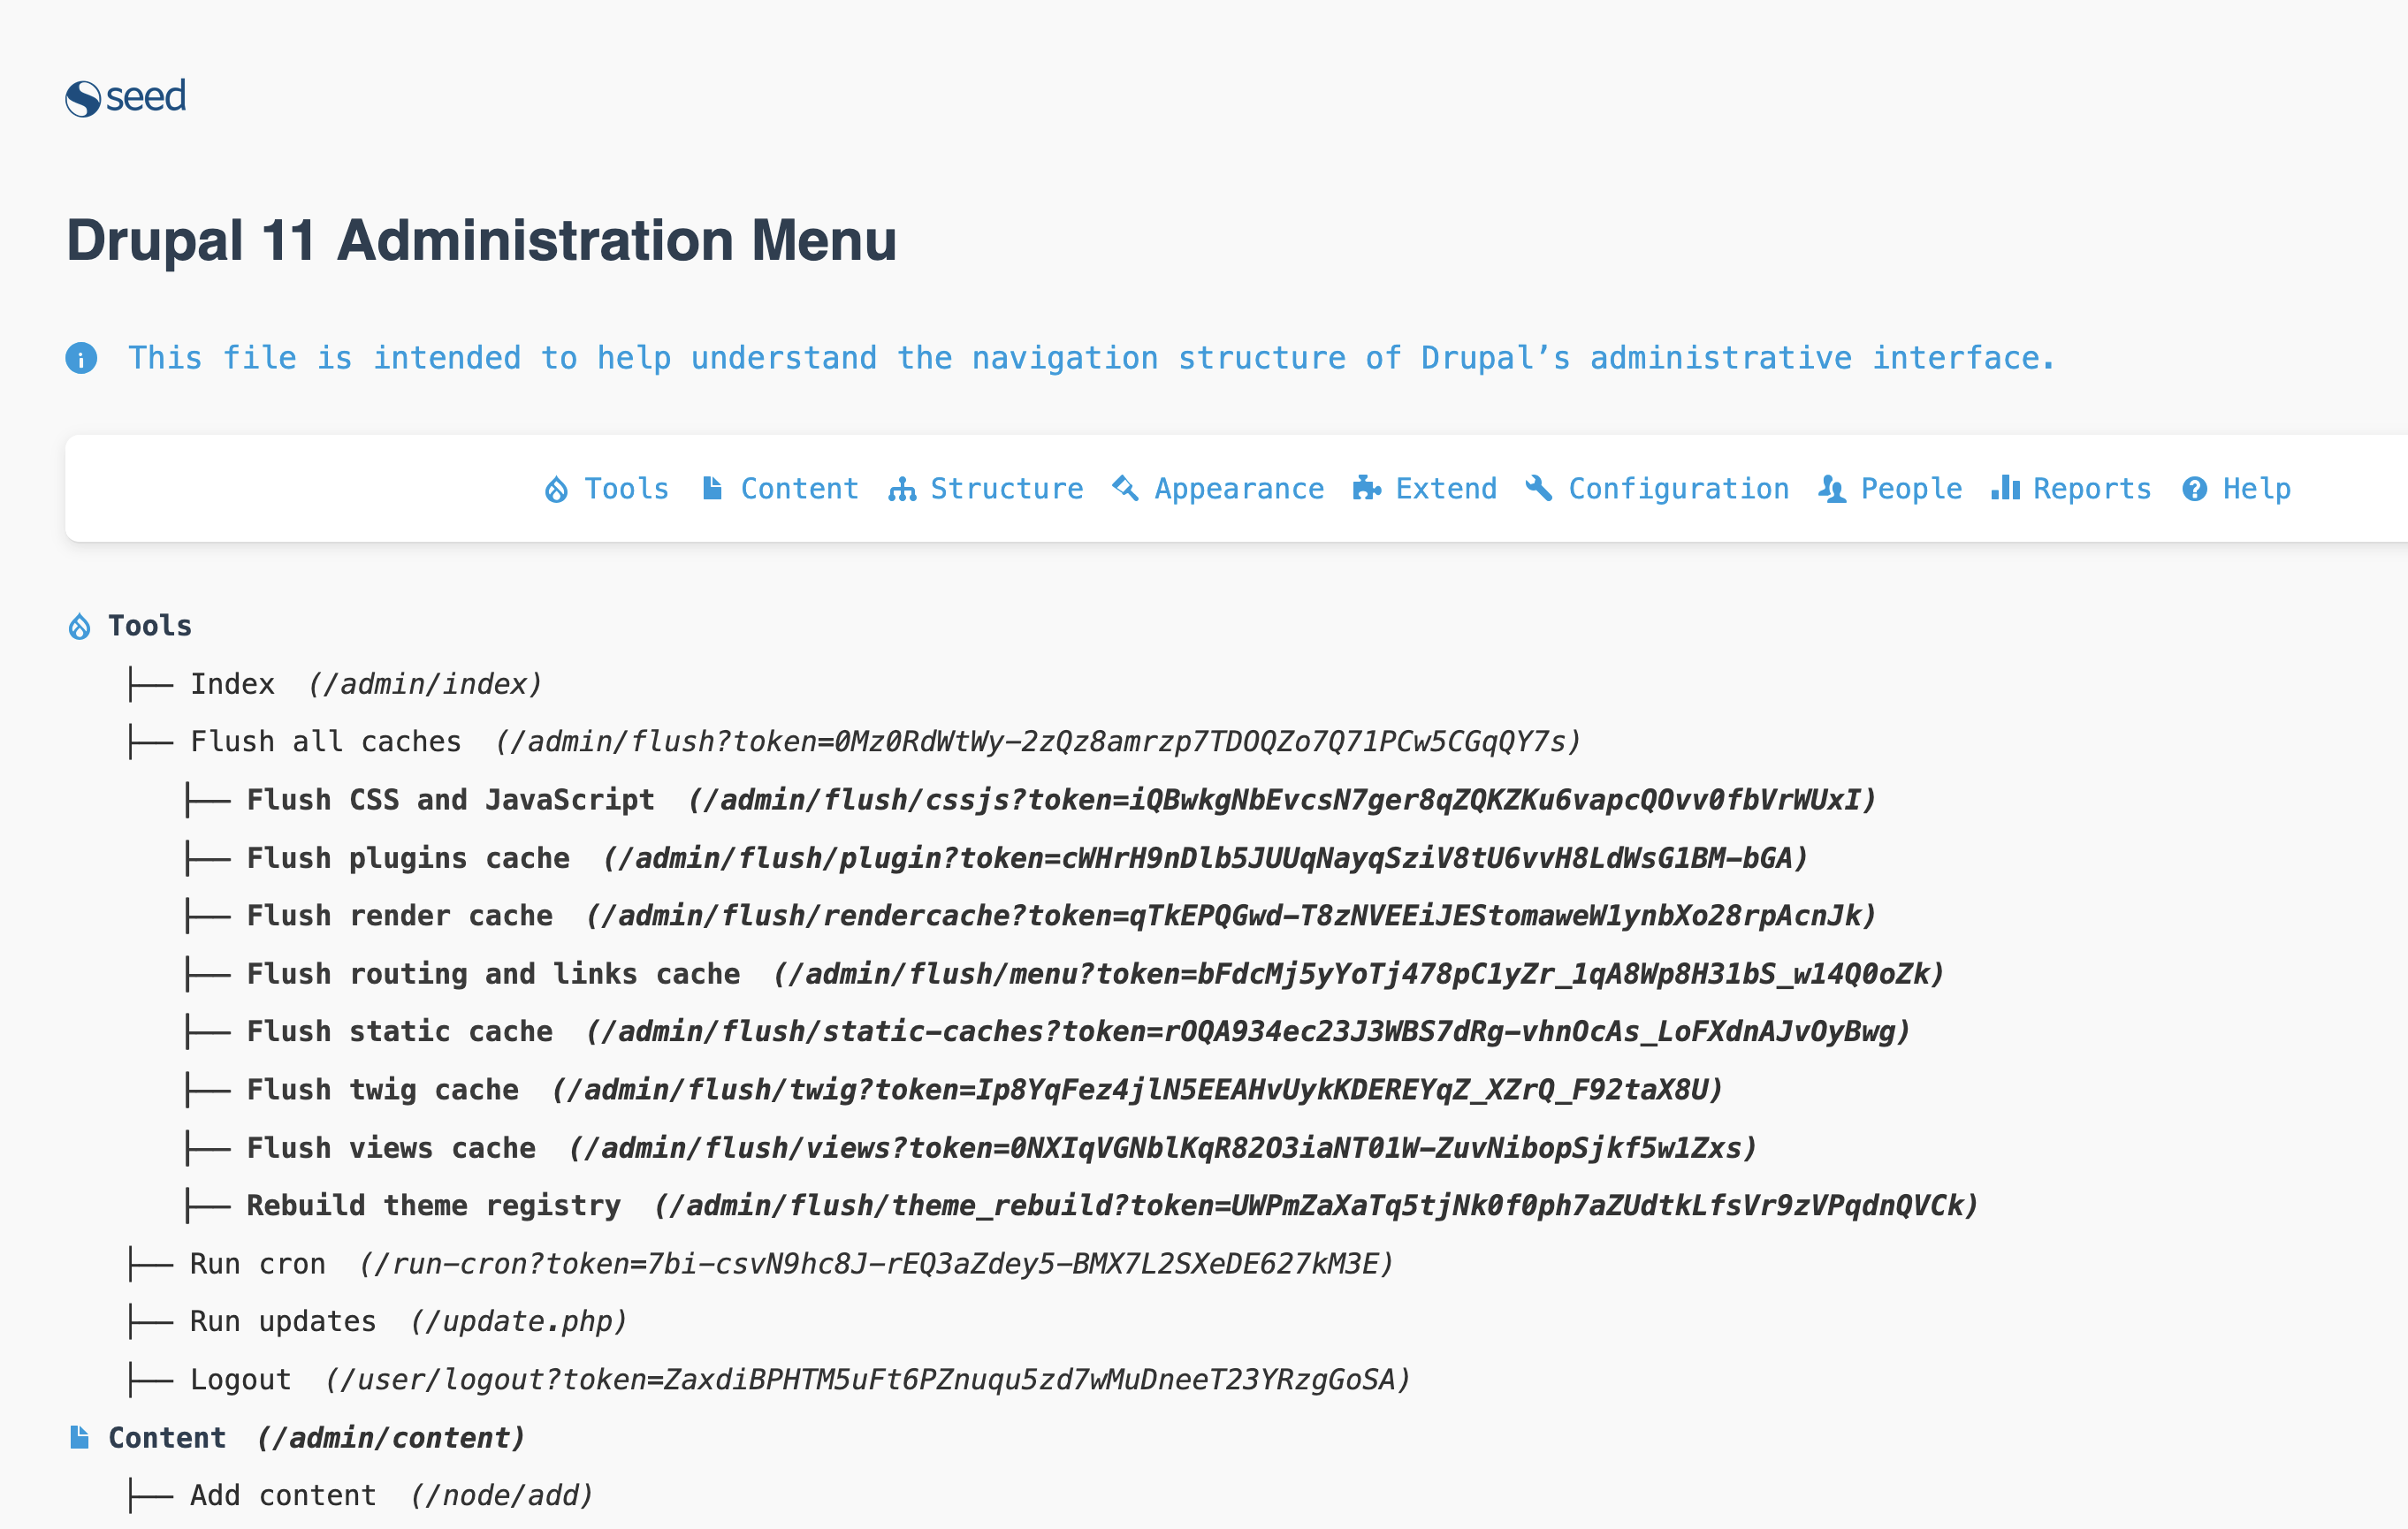 seed
Drupal 11 Administration Menu
This file is intended to help understand the navigation structure of Drupal’s administrative interface.
Tools Content Structure Appearance Extend Configuration People Reports Help
Tools
├── Index (/admin/index)
├── Flush all caches (/admin/flush?token=0Mz0RdWtWy-2zQz8amrzp7TDOQZo7Q71PCw5CGqQY7s)
├── Flush CSS and JavaScript (/admin/flush/cssjs?token=iQBwkgNbEvcsN7ger8qZQKZKu6vapcQOvv0fbVrWUxI)
├── Flush plugins cache (/admin/flush/plugin?token=cWHrH9nDlb5JUUqNayqSziV8tU6vvH8LdWsG1BM-bGA)
├── Flush render cache (/admin/flush/rendercache?token=qTkEPQGwd-T8zNVEEiJEStomaweW1ynbXo28rpAcnJk)
├── Flush routing and links cache (/admin/flush/menu?token=bFdcMj5yYoTj478pC1yZr_1qA8Wp8H31bS_w14Q0oZk)
├── Flush static cache (/admin/flush/static-caches?token=rOQA934ec23J3WBS7dRg-vhnOcAs_LoFXdnAJvOyBwg)
├── Flush twig cache (/admin/flush/twig?token=Ip8YqFez4jlN5EEAHvUykKDEREYqZ_XZrQ_F92taX8U)
├── Flush views cache (/admin/flush/views?token=0NXIqVGNblKqR82O3iaNT01W-ZuvNibopSjkf5w1Zxs)
├── Rebuild theme registry (/admin/flush/theme_rebuild?token=UWPmZaXaTq5tjNk0f0ph7aZUdtkLfsVr9zVPqdnQVCk)
├── Run cron (/run-cron?token=7bi-csvN9hc8J-rEQ3aZdey5-BMX7L2SXeDE627kM3E)
├── Run updates (/update.php)
├── Logout (/user/logout?token=ZaxdiBPHTM5uFt6PZnuqu5zd7wMuDneeT23YRzgGoSA)
Content (/admin/content)
├── Add content (/node/add)